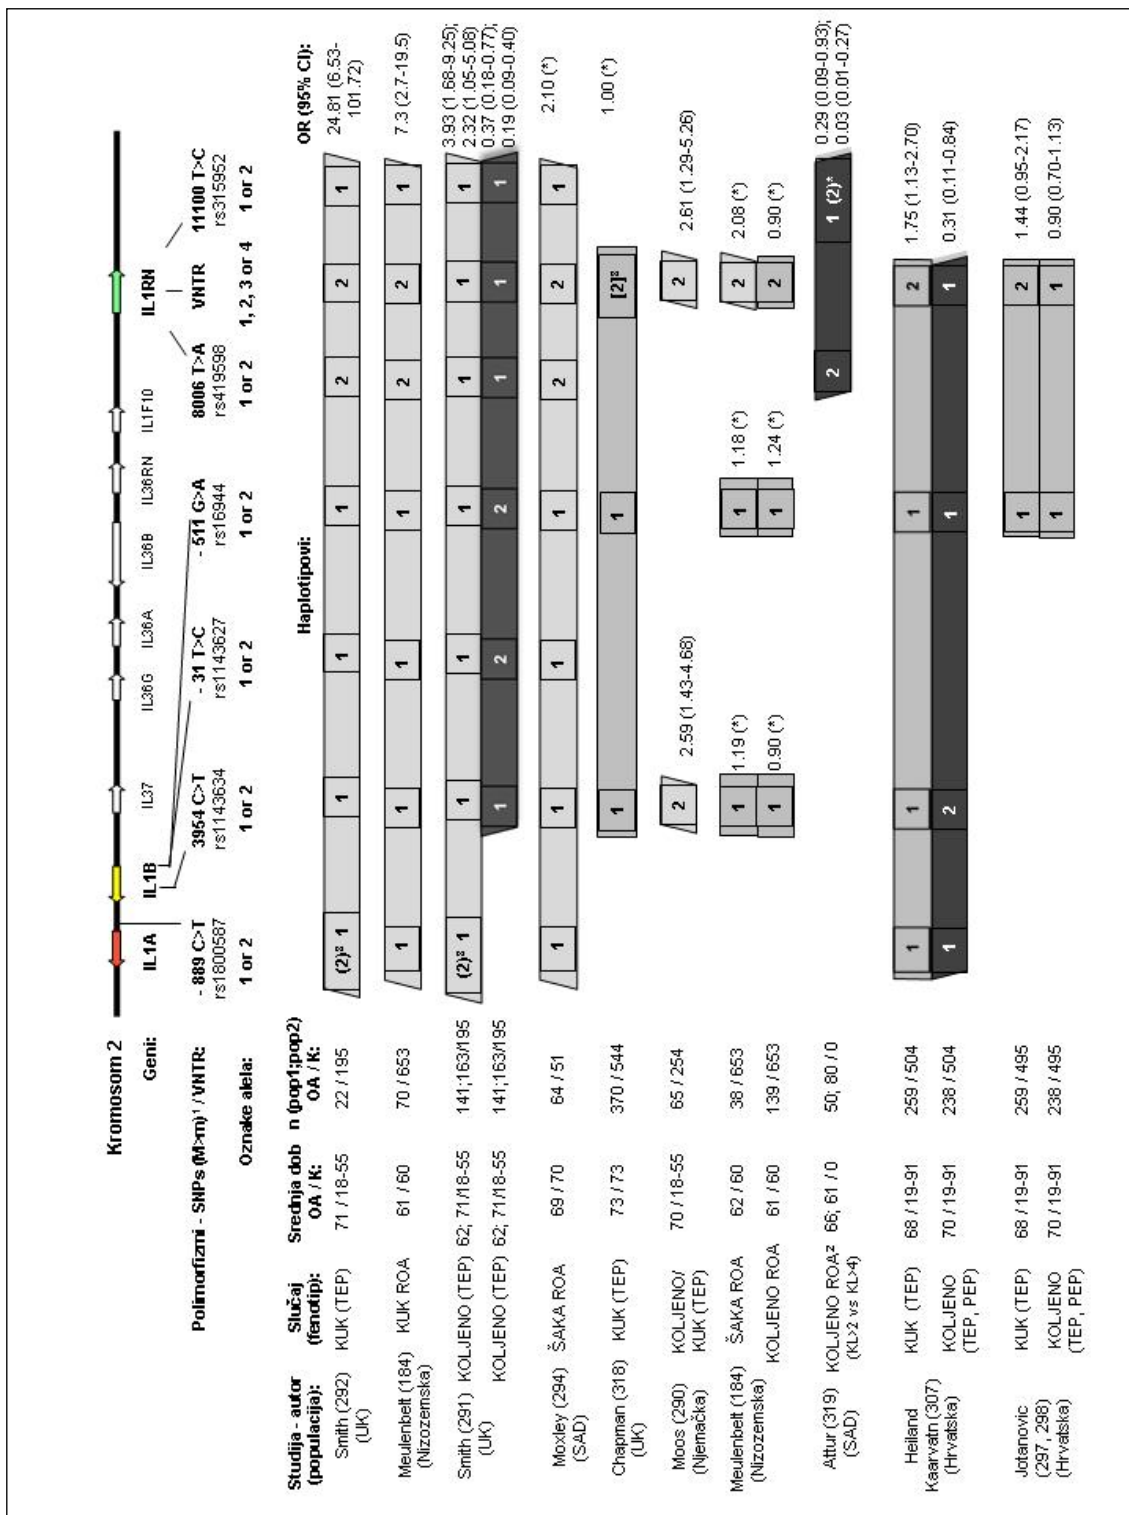 Kromosom 2
IL37 IL36G IL36A IL36B IL36RN IL1F10
Geni: IL1A IL1B IL1RN
Polimorfizmi - SNPs (M>m)¹ / VNTR: - 889 C>T 3954 C>T - 31 T>C - 511 G>A 8006 T>A VNTR 11100 T>C
rs1800587 rs1143634 rs1143627 rs16944 rs419598 rs315952
Oznake alela: 1 or 2 1 or 2 1 or 2 1 or 2 1 or 2 1, 2, 3 or 4 1 or 2
Studija - autor Slučaj Srednja dob n (pop1;pop2) Haplotipovi: OR (95% CI):
(populacija): (fenotip): OA / K: OA / K:
Smith (292) KUK (TEP) 71 / 18-55 22 / 195 (2)² 1 1 1 1 2 2 1 24.81 (6.53-
(UK) 101.72)
Meulenbelt (184) KUK ROA 61 / 60 70 / 653 1 1 1 1 2 2 1 7.3 (2.7-19.5)
(Nizozemska)
Smith (291) KOLJENO (TEP) 62; 71/18-55 141;163/195 (2)² 1 1 1 1 1 1 1 3.93 (1.68-9.25);
(UK) 2.32 (1.05-5.08)
KOLJENO (TEP) 62; 71/18-55 141;163/195 1 2 2 1 1 1 0.37 (0.18-0.77);
0.19 (0.09-0.40)
Moxley (294) ŠAKA ROA 69 / 70 64 / 51 1 1 1 1 2 2 1 2.10 (*)
(SAD)
Chapman (318) KUK (TEP) 73 / 73 370 / 544 1 1 [2]² 1.00 (*)
(UK)
Moos (290) KOLJENO/ 70 / 18-55 65 / 254 2 2.59 (1.43-4.68) 2 2.61 (1.29-5.26)
(Njemačka) KUK (TEP)
Meulenbelt (184) ŠAKA ROA 62 / 60 38 / 653 1 1.19 (*) 1 1.18 (*) 2 2.08 (*)
(Nizozemska) KOLJENO ROA 61 / 60 139 / 653 1 0.90 (*) 1 1.24 (*) 2 0.90 (*)
Attur (319) KOLJENO ROA² 66; 61 / 0 50; 80 / 0 2 1 (2)* 0.29 (0.09-0.93);
(SAD) (KL>2 vs KL>4) 0.03 (0.01-0.27)
Heiland KUK (TEP) 68 / 19-91 259 / 504 1 1 1 2 1.75 (1.13-2.70)
Kaarvatn (307) KOLJENO 70 / 19-91 238 / 504 1 2 1 1 0.31 (0.11-0.84)
(Hrvatska) (TEP, PEP)
Jotanovic KUK (TEP) 68 / 19-91 259 / 495 1 2 1.44 (0.95-2.17)
(297, 298) KOLJENO 70 / 19-91 238 / 495 1 1 0.90 (0.70-1.13)
(Hrvatska) (TEP, PEP)